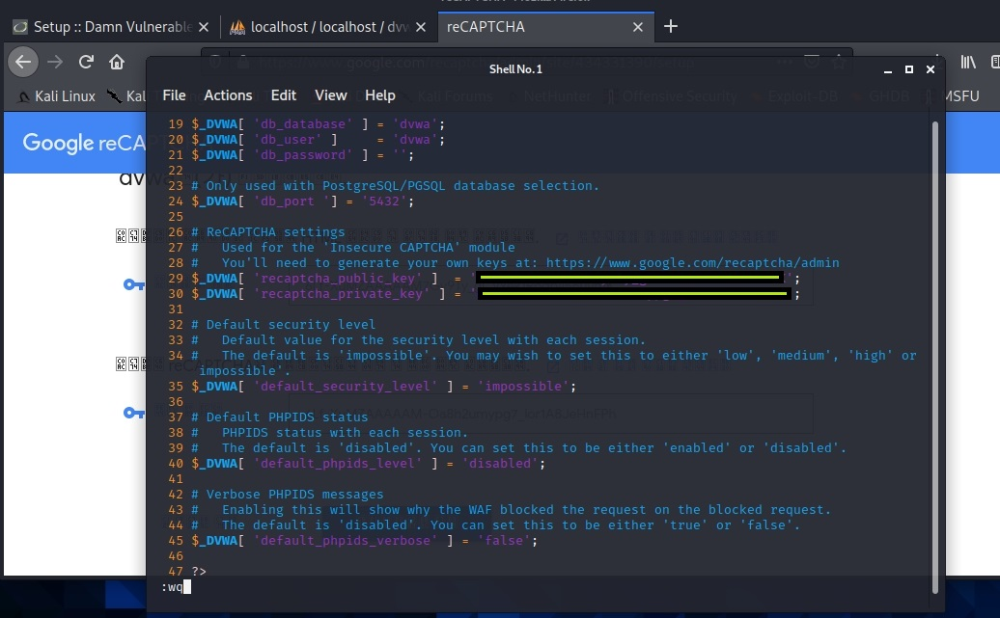 Setup :: Damn Vulnerable
localhost / localhost / dvw
reCAPTCHA
Shell No. 1
Kali Linux
Kal
Kali Forums
NetHunter
Offensive Security
Exploit-DB
GHDB
MSFU
File Actions Edit View Help
Google reCA
19 $_DVWA[ 'db_database' ] = 'dvwa';
20 $_DVWA[ 'db_user' ]     = 'dvwa';
21 $_DVWA[ 'db_password' ] = '';
22
23 # Only used with PostgreSQL/PGSQL database selection.
24 $_DVWA[ 'db_port '] = '5432';
25
26 # ReCAPTCHA settings
27 #   Used for the 'Insecure CAPTCHA' module
28 #   You'll need to generate your own keys at: https://www.google.com/recaptcha/admin
29 $_DVWA[ 'recaptcha_public_key' ]  = '';
30 $_DVWA[ 'recaptcha_private_key' ] = ';
31
32 # Default security level
33 #   Default value for the security level with each session.
34 #   The default is 'impossible'. You may wish to set this to either 'low', 'medium', 'high' or
impossible'.
35 $_DVWA[ 'default_security_level' ] = 'impossible';
36
37 # Default PHPIDS status
38 #   PHPIDS status with each session.
39 #   The default is 'disabled'. You can set this to be either 'enabled' or 'disabled'.
40 $_DVWA[ 'default_phpids_level' ] = 'disabled';
41
42 # Verbose PHPIDS messages
43 #   Enabling this will show why the WAF blocked the request on the blocked request.
44 #   The default is 'disabled'. You can set this to be either 'true' or 'false'.
45 $_DVWA[ 'default_phpids_verbose' ] = 'false';
46
47 ?>
:wq